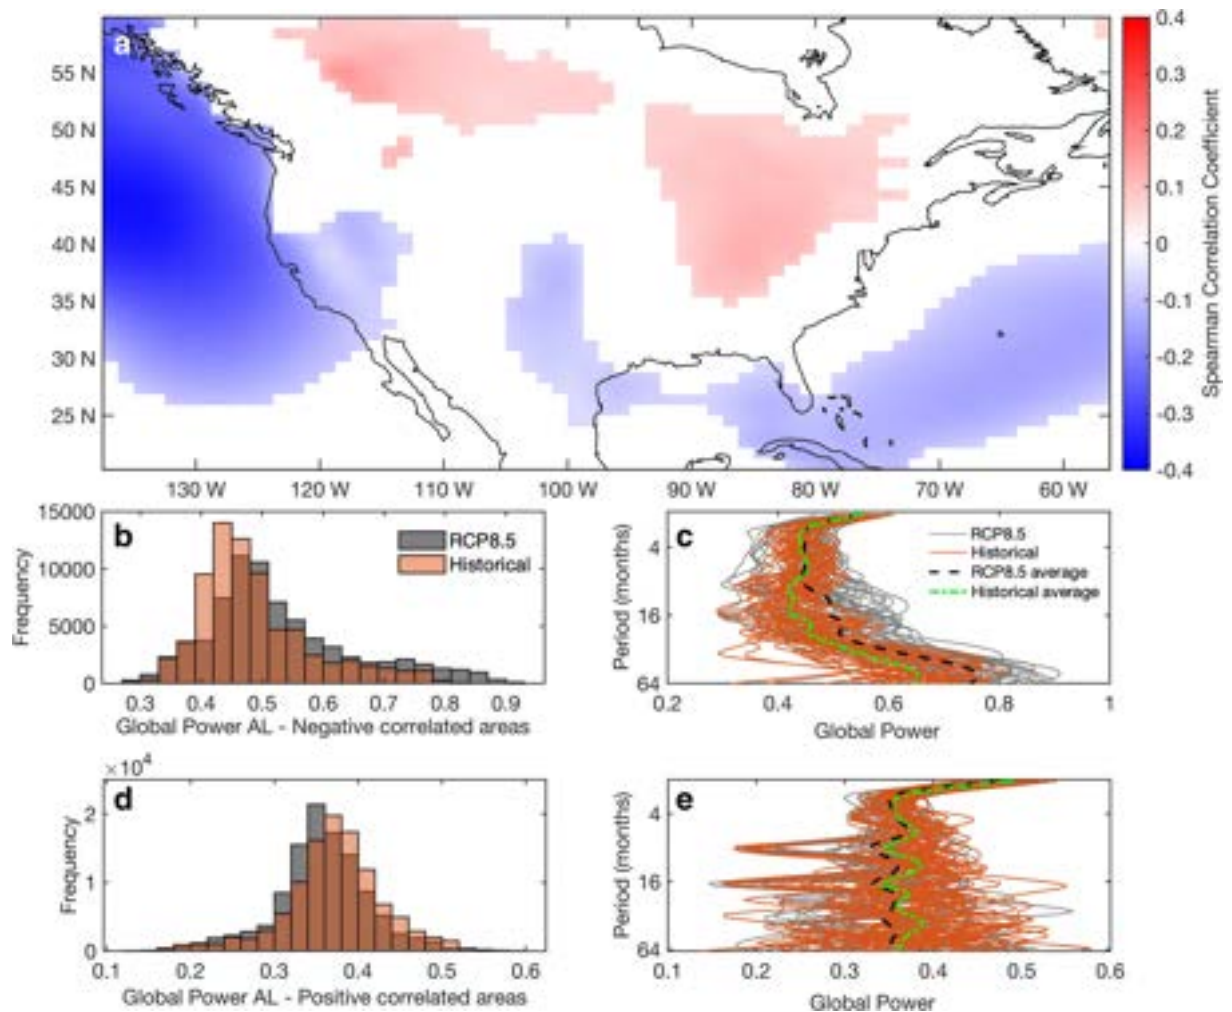 a
55 N
50 N
45 N
40 N
35 N
30 N
25 N
130 W
120 W
110 W
100 W
90 W
80 W
70 W
60 W
0.4
0.3
0.2
0.1
0
-0.1
-0.2
-0.3
-0.4
Spearman Correlation Coefficient
b
RCP8.5
Historical
15000
10000
5000
0
Frequency
0.3 0.4 0.5 0.6 0.7 0.8 0.9
Global Power AL - Negative correlated areas
c
RCP8.5
Historical
RCP8.5 average
Historical average
4
16
64
Period (months)
0.2 0.4 0.6 0.8 1
Global Power
×10⁴
d
2
1
0
Frequency
0.1 0.2 0.3 0.4 0.5 0.6
Global Power AL - Positive correlated areas
e
4
16
64
Period (months)
0.1 0.2 0.3 0.4 0.5 0.6
Global Power